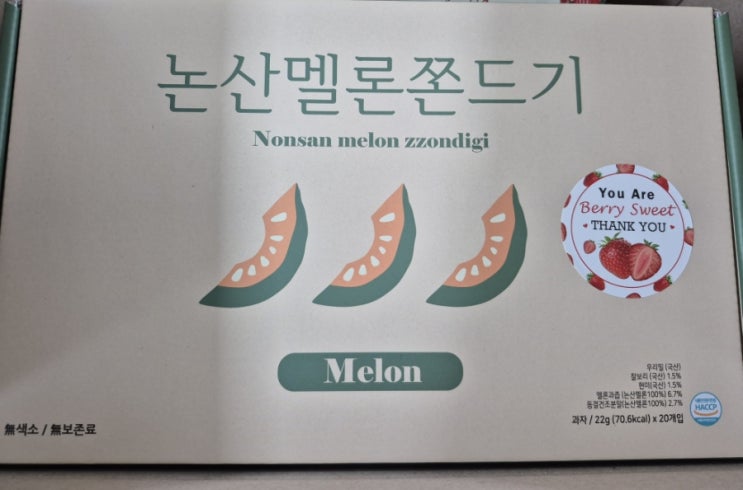 논산멜론쫀드기
Nonsan melon zzondigi
You Are
Berry Sweet
THANK YOU
Melon
우리밀 (국산)
찰보리 (국산) 1.5%
현미(국산) 1.5%
멜론과즙 (논산멜론100%) 6.7%
동결건조분말(논산멜론100%) 2.7%
HACCP
無색소 / 無보존료
과자 / 22g (70.6kcal) x 20개입